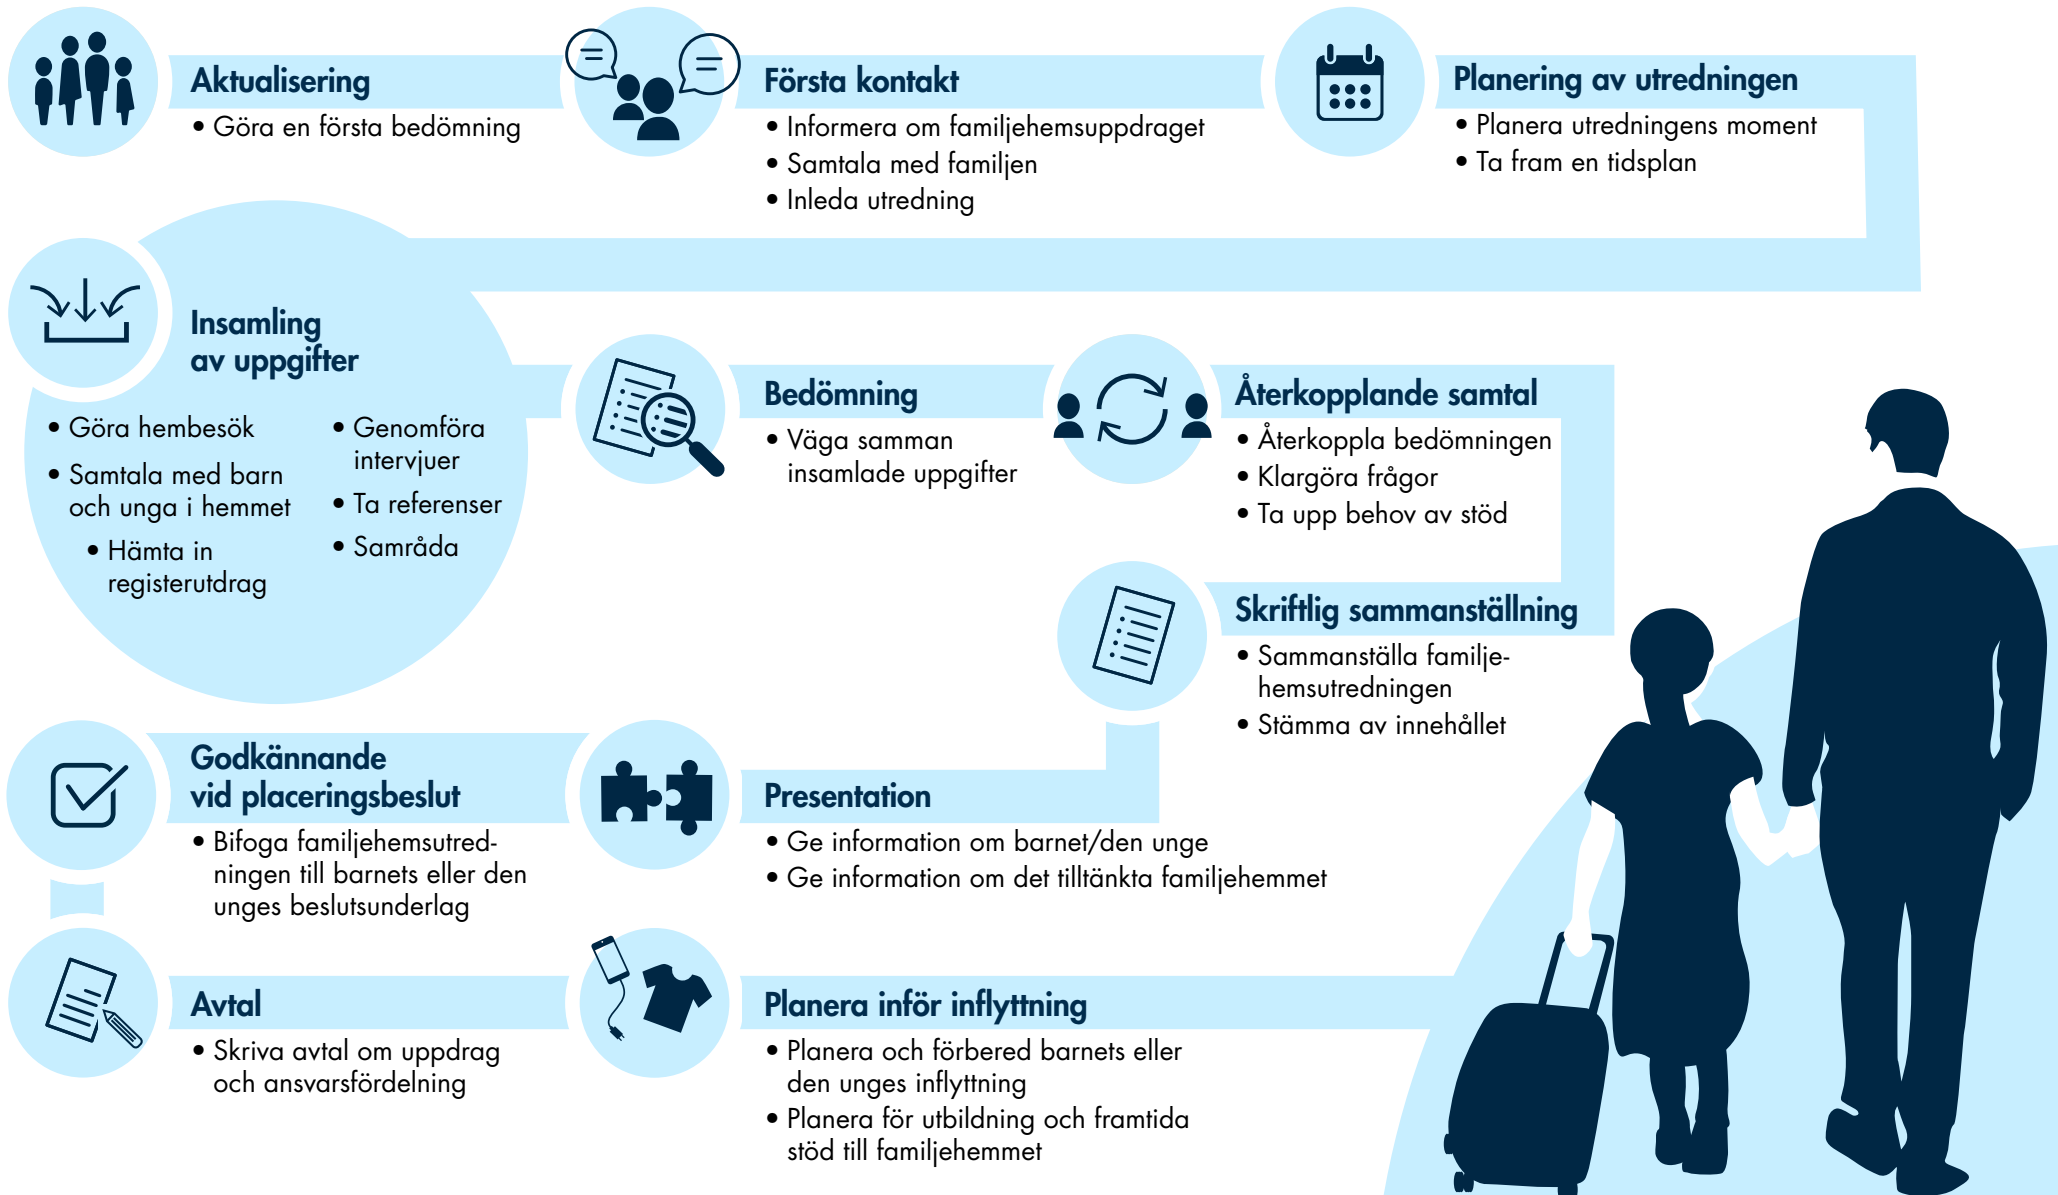 Aktualisering
• Göra en första bedömning
Första kontakt
• Informera om familjehemsuppdraget
• Samtala med familjen
• Inleda utredning
Planering av utredningen
• Planera utredningens moment
• Ta fram en tidsplan
Insamling
av uppgifter
• Göra hembesök
• Samtala med barn
och unga i hemmet
• Hämta in
registerutdrag
• Genomföra
intervjuer
• Ta referenser
• Samråda
Bedömning
• Väga samman
insamlade uppgifter
Återkopplande samtal
• Återkoppla bedömningen
• Klargöra frågor
• Ta upp behov av stöd
Skriftlig sammanställning
• Sammanställa familje-
hemsutredningen
• Stämma av innehållet
Presentation
• Ge information om barnet/den unge
• Ge information om det tilltänkta familjehemmet
Godkännande
vid placeringsbeslut
• Bifoga familjehemsutred-
ningen till barnets eller den
unges beslutsunderlag
Avtal
• Skriva avtal om uppdrag
och ansvarsfördelning
Planera inför inflyttning
• Planera och förbered barnets eller
den unges inflyttning
• Planera för utbildning och framtida
stöd till familjehemmet